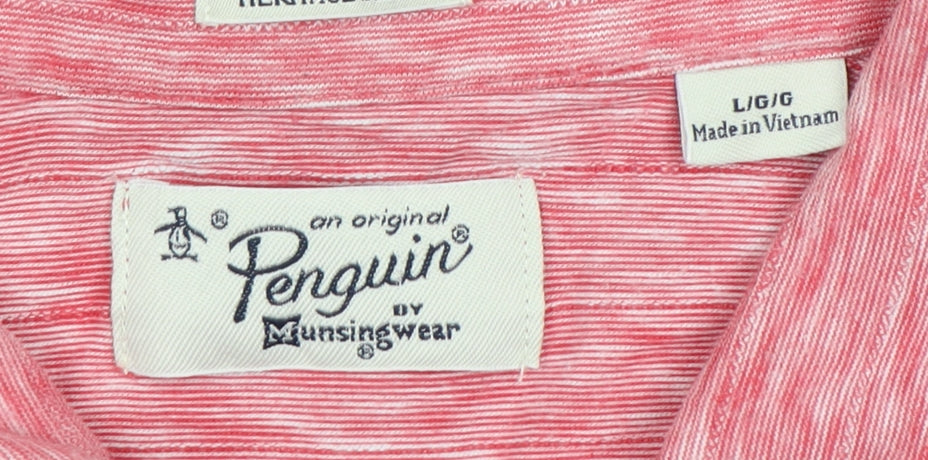 L/G/G
Made in Vietnam
® an original
Penguin®
BY
Munsingwear
®